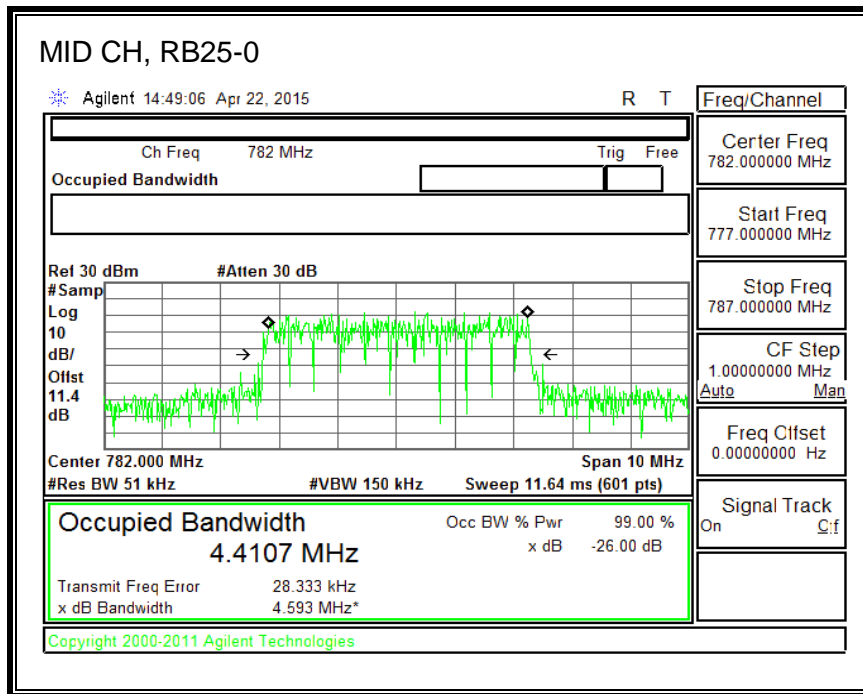 MID CH, RB25-0
Agilent 14:49:06 Apr 22, 2015 R T
Freq/Channel
Ch Freq 782 MHz Trig Free
Occupied Bandwidth
Center Freq
782.000000 MHz
Start Freq
777.000000 MHz
Stop Freq
787.000000 MHz
CF Step
1.00000000 MHz
Auto Man
Freq Offset
0.00000000 Hz
Signal Track
On Off
Ref 30 dBm #Atten 30 dB
#Samp
Log
10
dB/
Offst
11.4
dB
Center 782.000 MHz Span 10 MHz
#Res BW 51 kHz #VBW 150 kHz Sweep 11.64 ms (601 pts)
Occupied Bandwidth
4.4107 MHz
Occ BW % Pwr 99.00 %
x dB -26.00 dB
Transmit Freq Error 28.333 kHz
x dB Bandwidth 4.593 MHz*
Copyright 2000-2011 Agilent Technologies